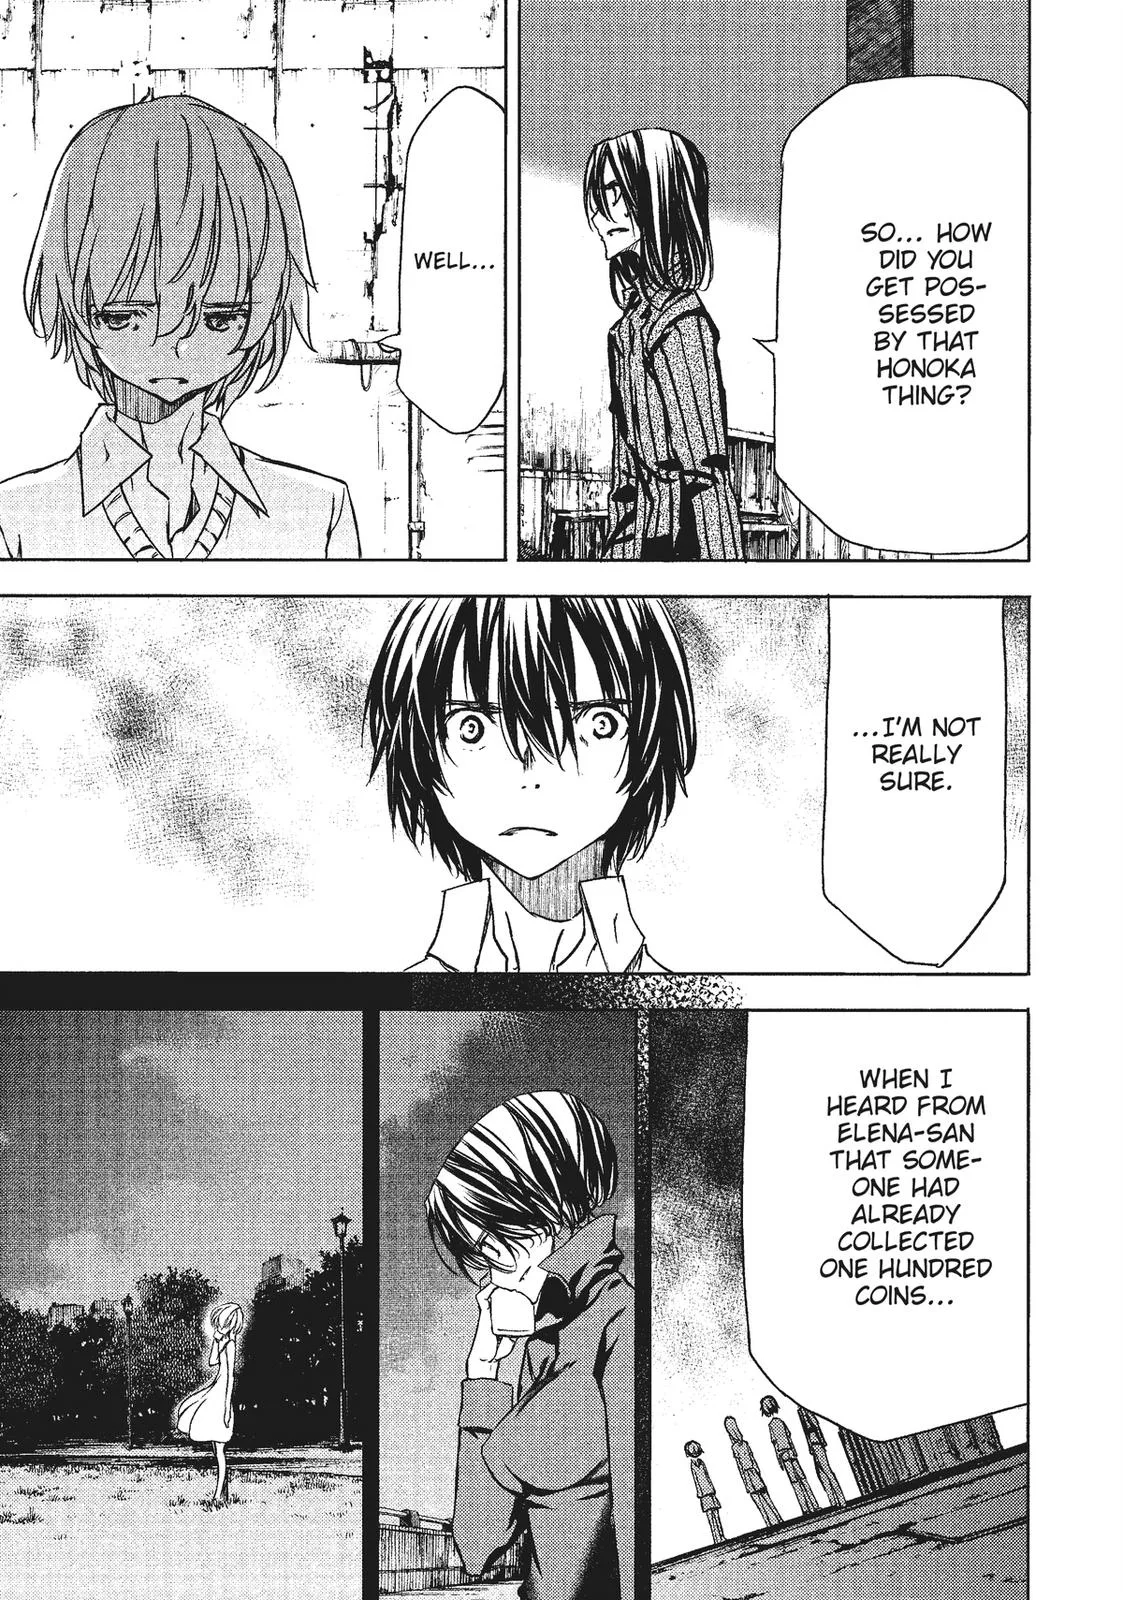 SO... HOW
DID YOU
GET POS-
SESSED
BY THAT
HONOKA
THING?
WELL...
...I'M NOT
REALLY
SURE.
WHEN I
HEARD FROM
ELENA-SAN
THAT SOME-
ONE HAD
ALREADY
COLLECTED
ONE HUNDRED
COINS...